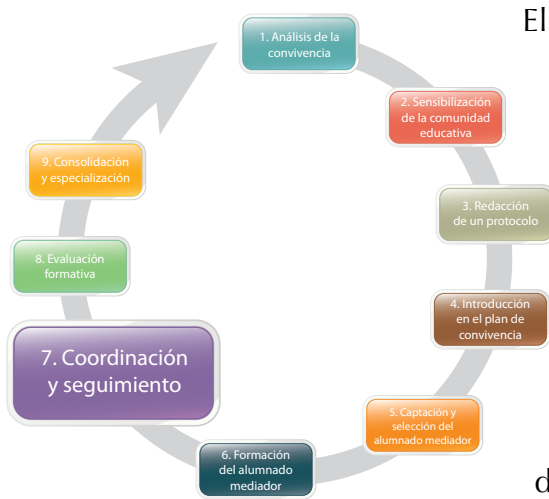 El
1. Análisis de la
convivencia
2. Sensibilización
de la comunidad
educativa
3. Redacción
de un protocolo
4. Introducción
en el plan de
convivencia
5. Captación y
selección del
alumnado mediador
6. Formación
del alumnado
mediador
7. Coordinación
y seguimiento
8. Evaluación
formativa
9. Consolidación
y especialización
d